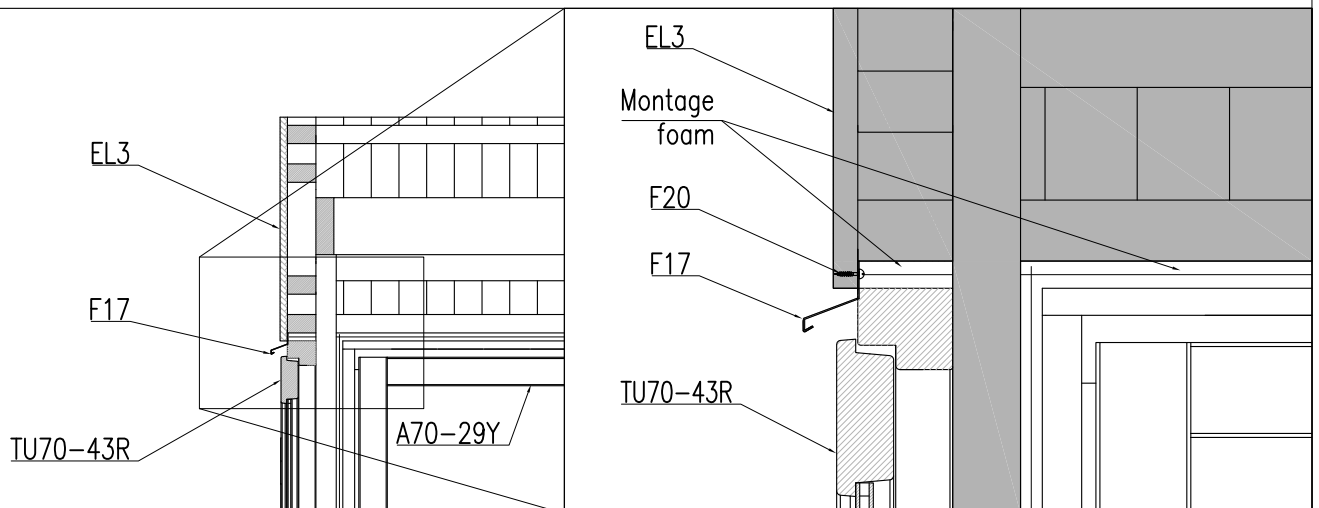 EL3
F17
TU70-43R
A70-29Y
EL3
Montage
foam
F20
F17
TU70-43R